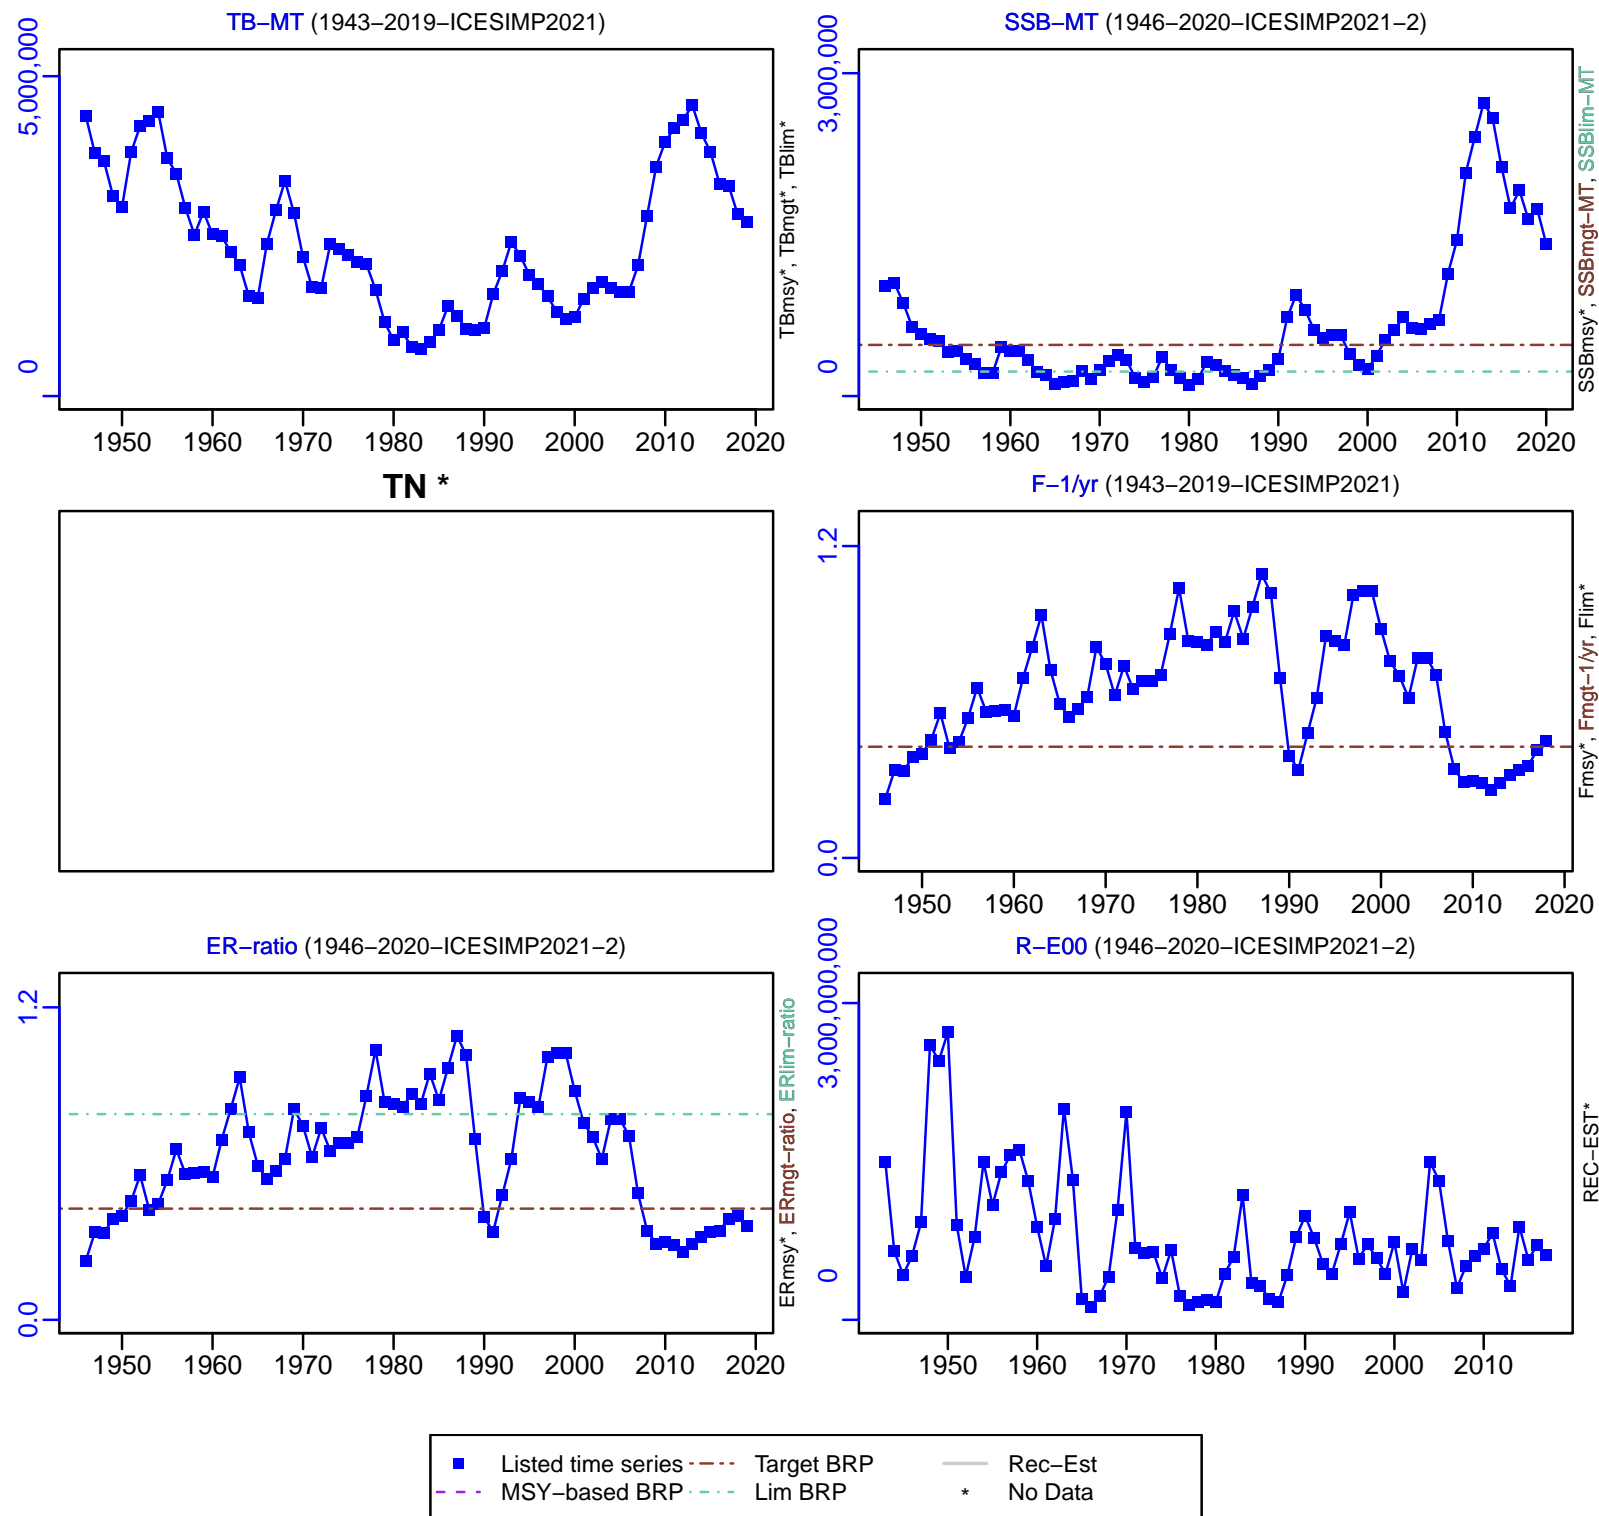 TB−MT (1943−2019−ICESIMP2021)
5,000,000
0
1950 1960 1970 1980 1990 2000 2010 2020
TBmsy*, TBmgt*, TBlim*
SSB−MT (1946−2020−ICESIMP2021−2)
3,000,000
0
1950 1960 1970 1980 1990 2000 2010 2020
SSBmsy*, SSBmgt−MT, SSBlim−MT
TN *
F−1/yr (1943−2019−ICESIMP2021)
1.2
0.0
1950 1960 1970 1980 1990 2000 2010 2020
Fmsy*, Fmgt−1/yr, Flim*
ER−ratio (1946−2020−ICESIMP2021−2)
1.2
0.0
1950 1960 1970 1980 1990 2000 2010 2020
ERmsy*, ERmgt−ratio, ERlim−ratio
R−E00 (1946−2020−ICESIMP2021−2)
3,000,000,000
0
1950 1960 1970 1980 1990 2000 2010
REC−EST*
Listed time series Target BRP Rec−Est
MSY−based BRP Lim BRP * No Data